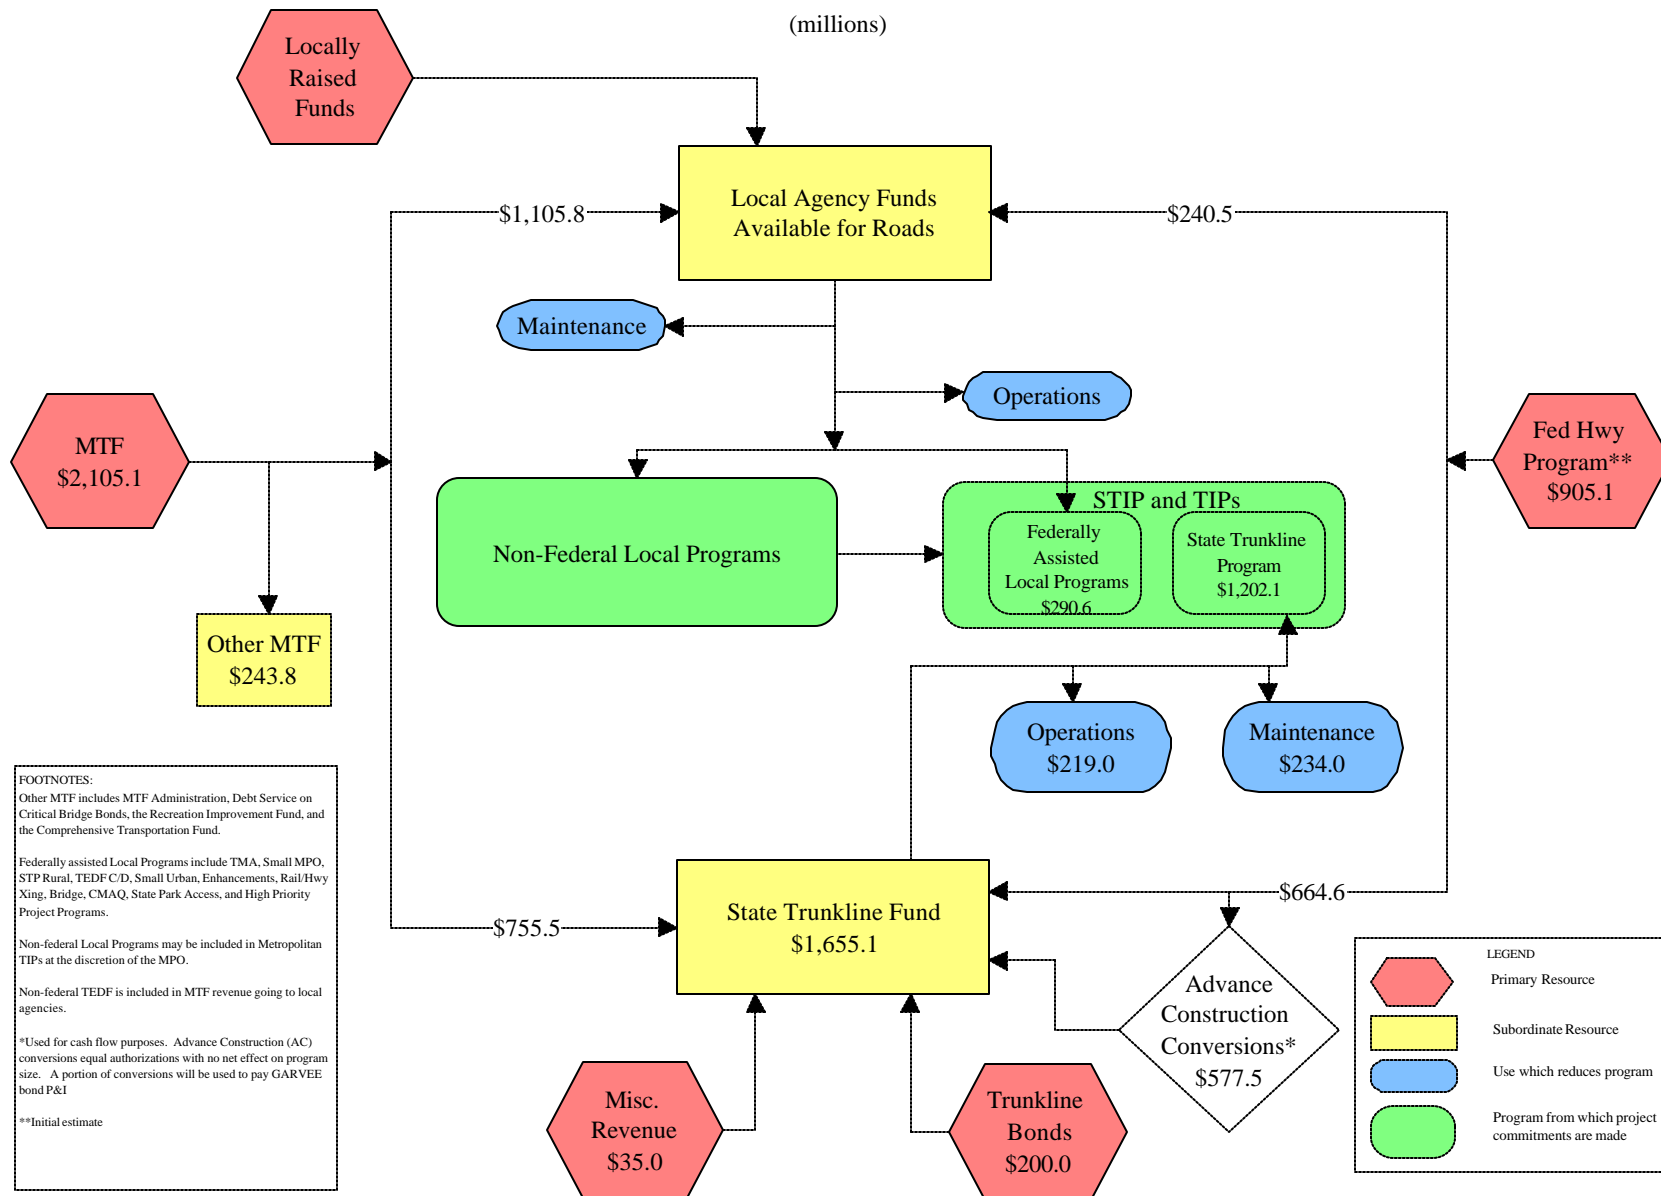 (millions)
Locally
Raised
Funds
Local Agency Funds
Available for Roads
$1,105.8
$240.5
Maintenance
Operations
MTF
$2,105.1
Fed Hwy
Program**
$905.1
Non-Federal Local Programs
STIP and TIPs
Federally
Assisted
Local Programs
$290.6
State Trunkline
Program
$1,202.1
Other MTF
$243.8
Operations
$219.0
Maintenance
$234.0
State Trunkline Fund
$1,655.1
$755.5
$664.6
Advance
Construction
Conversions*
$577.5
Misc.
Revenue
$35.0
Trunkline
Bonds
$200.0
FOOTNOTES:
Other MTF includes MTF Administration, Debt Service on
Critical Bridge Bonds, the Recreation Improvement Fund, and
the Comprehensive Transportation Fund.
Federally assisted Local Programs include TMA, Small MPO,
STP Rural, TEDF C/D, Small Urban, Enhancements, Rail/Hwy
Xing, Bridge, CMAQ, State Park Access, and High Priority
Project Programs.
Non-federal Local Programs may be included in Metropolitan
TIPs at the discretion of the MPO.
Non-federal TEDF is included in MTF revenue going to local
agencies.
*Used for cash flow purposes. Advance Construction (AC)
conversions equal authorizations with no net effect on program
size. A portion of conversions will be used to pay GARVEE
bond P&I
**Initial estimate
LEGEND
Primary Resource
Subordinate Resource
Use which reduces program
Program from which project
commitments are made